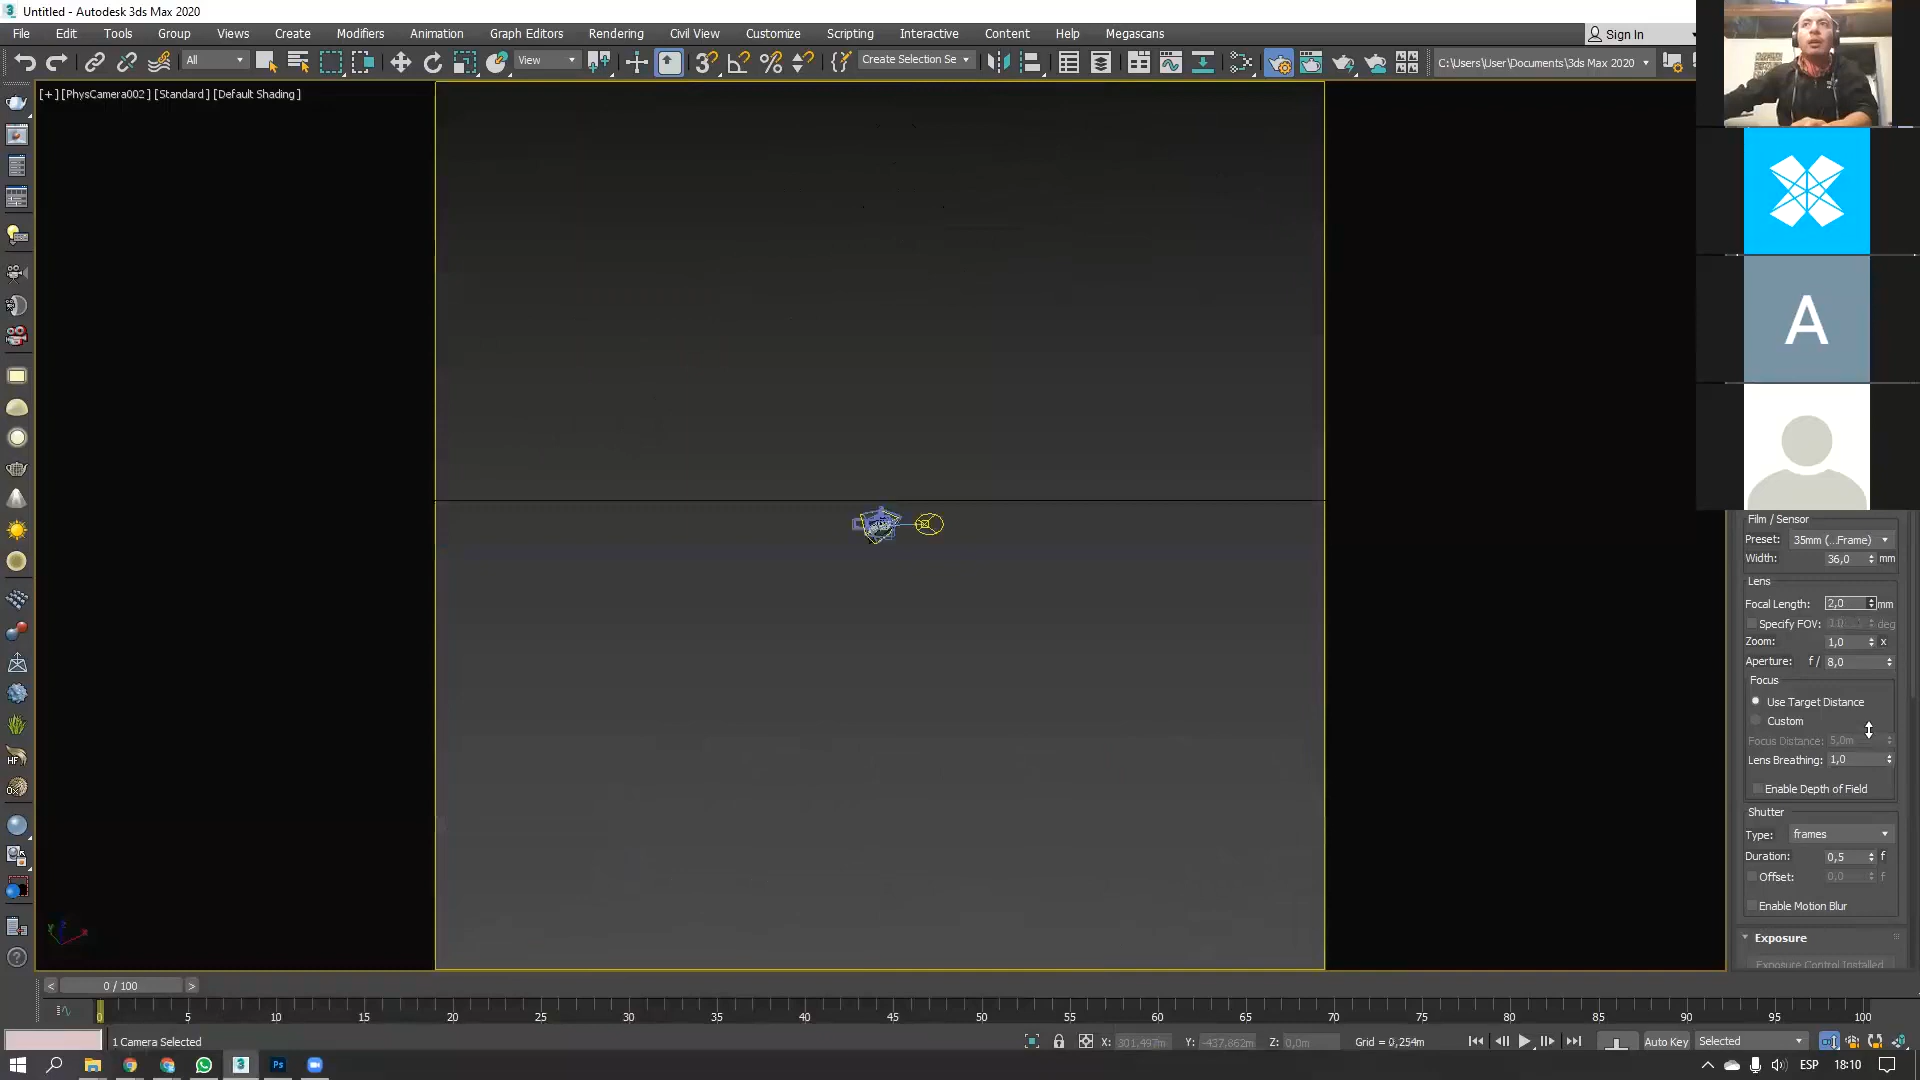 Untitled - Autodesk 3ds Max 2020
File Edit Tools Group Views Create Modifiers Animation Graph Editors Rendering Civil View Customize Scripting Interactive Content Help Megascans
Sign In
All
View
Create Selection Se
C:\Users\User\Documents\3ds Max 2020
[+] [PhysCamera002] [Standard] [Default Shading]
A
Film / Sensor
Preset: 35mm (...Frame)
Width: 36,0 mm
Lens
Focal Length: 2,0 mm
Specify FOV: deg
Zoom: 1,0 x
Aperture: f / 8,0
Focus
Use Target Distance
Custom
Focus Distance: 5,0m
Lens Breathing: 1,0
Enable Depth of Field
Shutter
Type: frames
Duration: 0,5 f
Offset: 0,0 f
Enable Motion Blur
Exposure
Exposure Control Installed
< 0 / 100 >
0 5 10 15 20 25 30 35 40 45 50 55 60 65 70 75 80 85 90 95 100
1 Camera Selected
X: 301,497m Y: -437,662m Z: 0,0m Grid = 0,254m
Auto Key Selected
ESP 18:10